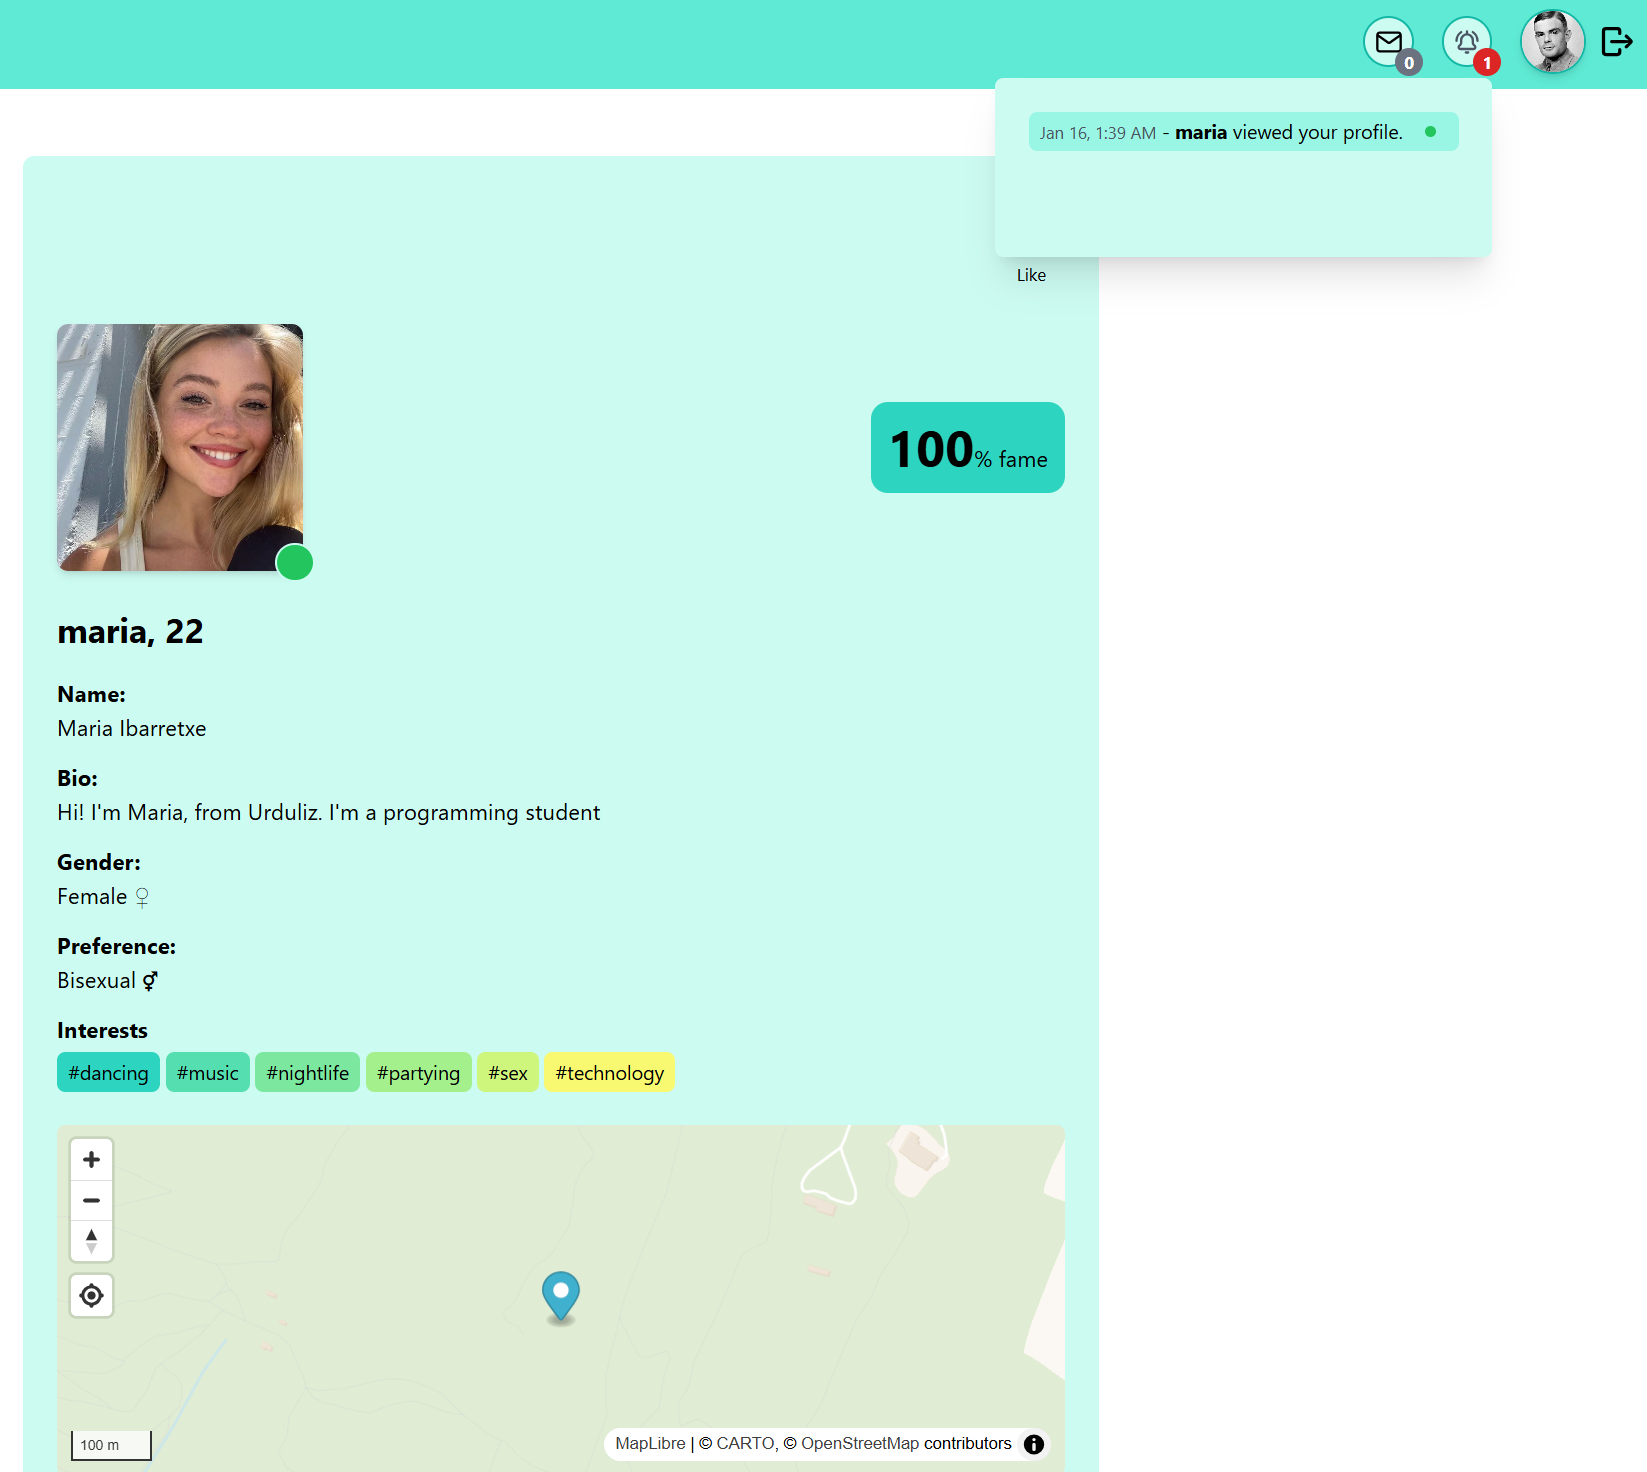 0
1
Jan 16, 1:39 AM - maria viewed your profile.
Like
100% fame
maria, 22
Name:
Maria Ibarretxe
Bio:
Hi! I'm Maria, from Urduliz. I'm a programming student
Gender:
Female ♀
Preference:
Bisexual ⚥
Interests
#dancing #music #nightlife #partying #sex #technology
100 m
MapLibre | © CARTO, © OpenStreetMap contributors